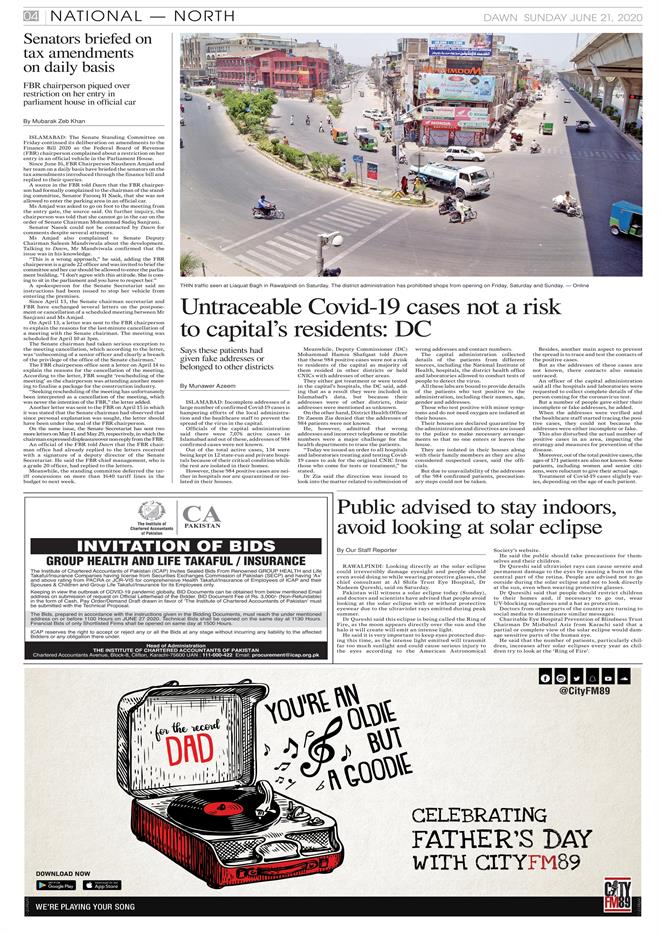 04 NATIONAL — NORTH
DAWN SUNDAY JUNE 21, 2020
Senators briefed on
tax amendments
on daily basis
FBR chairperson piqued over
restriction on her entry in
parliament house in official car
By Mubarak Zeb Khan
ISLAMABAD: The Senate Standing Committee on
Friday continued its deliberation on amendments to the
Finance Bill 2020 as the Federal Board of Revenue
(FBR) chairperson complained about a restriction on her
entry in an official vehicle in the Parliament House.
Since June 16, FBR Chairperson Nausheen Amjad and
her team on a daily basis have briefed the senators on the
tax amendments introduced through the finance bill and
replied to their queries.
A source in the FBR told Dawn that the FBR chairper-
son had formally complained to the chairman of the stand-
ing committee, Senator Farooq H Naek, that she was not
allowed to enter the parking area in an official car.
Ms Amjad was asked to go on foot to the meeting from
the entry gate, the source said. On further inquiry, the
chairperson was told that she cannot go in the car on the
order of Senate Chairman Mohammad Sadiq Sanjrani.
Senator Naeek could not be contacted by Dawn for
comments despite several attempts.
Ms Amjad also complained to Senate Deputy
Chairman Saleem Mandviwala about the development.
Talking to Dawn, Mr Mandviwala confirmed that the
issue was in his knowledge.
"This is a wrong approach," he said, adding the FBR
chairperson is a grade 22 officer and was invited to brief the
committee and her car should be allowed to enter the parlia-
ment building. "I don't agree with this attitude. She is com-
ing to sit in the parliament and you have to respect her."
A spokesperson for the Senate Secretariat said no
instructions had been issued to stop her vehicle from
entering the premises.
Since April 13, the Senate chairman secretariat and
FBR have exchanged several letters on the postpone-
ment or cancellation of a scheduled meeting between Mr
Sanjrani and Ms Amjad.
On April 13, a letter was sent to the FBR chairperson
to explain the reasons for the last-minute cancellation of
a meeting with the Senate chairman. The meeting was
scheduled for April 10 at 3pm.
The Senate chairman had taken serious exception to
the meeting cancellation, which according to the letter,
was "unbecoming of a senior officer and clearly a breach
of the privilege of the office of the Senate chairman."
The FBR chairperson office sent a letter on April 14 to
explain the reasons for the cancellation of the meeting.
According to the letter, FBR sought 'rescheduling of the
meeting' as the chairperson was attending another meet-
ing to finalise a package for the construction industry.
"Seeking rescheduling of the meeting has unfortunately
been interpreted as a cancellation of the meeting, which
was never the intention of the FBR," the letter added.
Another letter was sent to the FBR on April 15 in which
it was stated that the Senate chairman had observed that
since personal explanation was sought, the letter should
have been under the seal of the FBR chairperson.
On the same issue, the Senate Secretariat has sent two
more letters on May 11 and May 29, respectively, in which the
chairman expressed displeasure over no reply from the FBR.
An official of the FBR told Dawn that the FBR chair-
man office had already replied to the letters received
with a signature of a deputy director of the Senate
Secretariat. He said the FBR chief management, who is
a grade 20 officer, had replied to the letters.
Meanwhile, the standing committee deferred the tar-
iff concessions on more than 1640 tariff lines in the
budget to next week.
THIN traffic seen at Liaquat Bagh in Rawalpindi on Saturday. The district administration has prohibited shops from opening on Friday, Saturday and Sunday. — Online
Untraceable Covid-19 cases not a risk
to capital's residents: DC
Says these patients had
given fake addresses or
belonged to other districts
By Munawer Azeem
ISLAMABAD: Incomplete addresses of a
large number of confirmed Covid 19 cases is
hampering efforts of the local administra-
tion and the healthcare staff to prevent the
spread of the virus in the capital.
Officials of the capital administration
said there were 7,076 active cases in
Islamabad and out of these, addresses of 984
confirmed cases were not known.
Out of the total active cases, 134 were
being kept in 12 state-run and private hospi-
tals because of their critical condition while
the rest are isolated in their homes.
However, these 984 positive cases are nei-
ther in hospitals nor are quarantined or iso-
lated in their houses.
Meanwhile, Deputy Commissioner (DC)
Mohammad Hamza Shafqaat told Dawn
that these 984 positive cases were not a risk
to residents of the capital as majority of
them resided in other districts or held
CNICs with addresses of other areas.
They either got treatment or were tested
in the capital's hospitals, the DC said, add-
ing that as a result they were included in
Islamabad's data, but because their
addresses were of other districts, their
addresses were mentioned as unknown.
On the other hand, District Health Officer
Dr Zaeem Zia denied that the addresses of
984 patients were not known.
He, however, admitted that wrong
addresses and incorrect telephone or mobile
numbers were a major challenge for the
health departments to trace the patients.
"Today we issued an order to all hospitals
and laboratories treating and testing Covid-
19 cases to ask for the original CNIC from
those who come for tests or treatment," he
stated.
Dr Zia said the direction was issued to
look into the matter related to submission of
wrong addresses and contact numbers.
The capital administration collected
details of the patients from different
sources, including the National Institute of
Health, hospitals, the district health office
and laboratories allowed to conduct tests of
people to detect the virus.
All these labs are bound to provide details
of the patients who test positive to the
administration, including their names, age,
gender and addresses.
Those who test positive with minor symp-
toms and do not need oxygen are isolated at
their houses.
Their houses are declared quarantine by
the administration and directives are issued
to the police to make necessary arrange-
ments so that no one enters or leaves the
house.
They are isolated in their houses along
with their family members as they are also
considered suspected cases, said the offi-
cials.
But due to unavailability of the addresses
of the 984 confirmed patients, precaution-
ary steps could not be taken.
Besides, another main aspect to prevent
the spread is to trace and test the contacts of
the positive cases.
But as the addresses of these cases are
not known, there contacts also remain
untraced.
An officer of the capital administration
said all the hospitals and laboratories were
requested to collect complete details of the
person coming for the coronavirus test.
But a number of people gave either their
incomplete or fake addresses, he added.
When the addresses were verified and
the healthcare staff started tracing the posi-
tive cases, they could not because the
addresses were either incomplete or fake.
This also disturbed the actual number of
positive cases in an area, impacting the
strategy and measures for prevention of the
disease.
Moreover, out of the total positive cases, the
ages of 171 patients are also not known. Some
patients, including women and senior citi-
zens, were reluctant to give their actual age.
Treatment of Covid-19 cases slightly var-
ies, depending on the age of each patient.
The Institute of
Chartered Accountants
of Pakistan
CA
PAKISTAN
INVITATION OF BIDS
GROUP HEALTH AND LIFE TAKAFUL / INSURANCE
The Institute of Chartered Accountants of Pakistan (ICAP) Invites Sealed Bids From Renowned GROUP HEALTH and Life
Takaful/Insurance Companies having license from Securities Exchanges Commission of Pakistan (SECP) and having 'A+'
and above rating from PACRA or JCR-VIS for comprehensive Health Takaful/Insurance of Employees of ICAP and their
Spouses & Children and Group Life Takaful/Insurance for its Employees only.
Keeping in view the outbreak of COVID-19 pandemic globally, BID Documents can be obtained from below mentioned Email
address on submission of request on Official Letterhead of the Bidder. BID Document Fee of Rs. 3,000/- (Non-Refundable)
in the form of Cash, Pay Order/Demand Draft drawn in favor of "The Institute of Chartered Accountants of Pakistan" must
be submitted with the Technical Proposal.
The Bids, prepared in accordance with the instructions given in the Bidding Documents, must reach the under mentioned
address on or before 1100 Hours on JUNE 27 2020. Technical Bids shall be opened on the same day at 1130 Hours.
Financial Bids of only Shortlisted Firms shall be opened on same day at 1500 Hours.
ICAP reserves the right to accept or reject any or all the Bids at any stage without incurring any liability to the affected
Bidders or any obligation there under.
Head of Administration
THE INSTITUTE OF CHARTERED ACCOUNTANTS OF PAKISTAN
Chartered Accountants Avenue, Block-8, Clifton, Karachi-75600 UAN : 111-000-422 Email: procurement@icap.org.pk
Public advised to stay indoors,
avoid looking at solar eclipse
By Our Staff Reporter
RAWALPINDI: Looking directly at the solar eclipse
could irreversibly damage eyesight and people should
even avoid doing so while wearing protective glasses, the
chief consultant at Al Shifa Trust Eye Hospital, Dr
Nadeem Qureshi, said on Saturday.
Pakistan will witness a solar eclipse today (Sunday),
and doctors and scientists have advised that people avoid
looking at the solar eclipse with or without protective
eyewear due to the ultraviolet rays emitted during peak
summer.
Dr Qureshi said this eclipse is being called the Ring of
Fire, as the moon appears directly over the sun and the
halo it will create will emit an intense light.
He said it is very important to keep eyes protected dur-
ing this time, as the intense light emitted will transmit
far too much sunlight and could cause serious injury to
the eyes according to the American Astronomical
Society's website.
He said the public should take precautions for them-
selves and their children.
Dr Qureshi said ultraviolet rays can cause severe and
permanent damage to the eyes by causing a burn on the
central part of the retina. People are advised not to go
outside during the solar eclipse and not to look directly
at the sun, even when wearing protective glasses.
Dr Qureshi said that people should restrict children
to their homes and, if necessary to go out, wear
UV-blocking sunglasses and a hat as protection.
Doctors from other parts of the country are turning to
social media to disseminate similar messages.
Charitable Eye Hospital Prevention of Blindness Trust
Chairman Dr Misbahul Aziz from Karachi said that a
partial or complete view of the solar eclipse would dam-
age sensitive parts of the human eye.
He said that the number of patients, particularly chil-
dren, increases after solar eclipses every year as chil-
dren try to look at the 'Ring of Fire'.
@CityFM89
for the record
DAD
YOU'RE AN
OLDIE
BUT
A GOODIE
CELEBRATING
FATHER'S DAY
WITH CITYFM89
DOWNLOAD NOW
Google Play
App Store
WE'RE PLAYING YOUR SONG
CITY
FM89